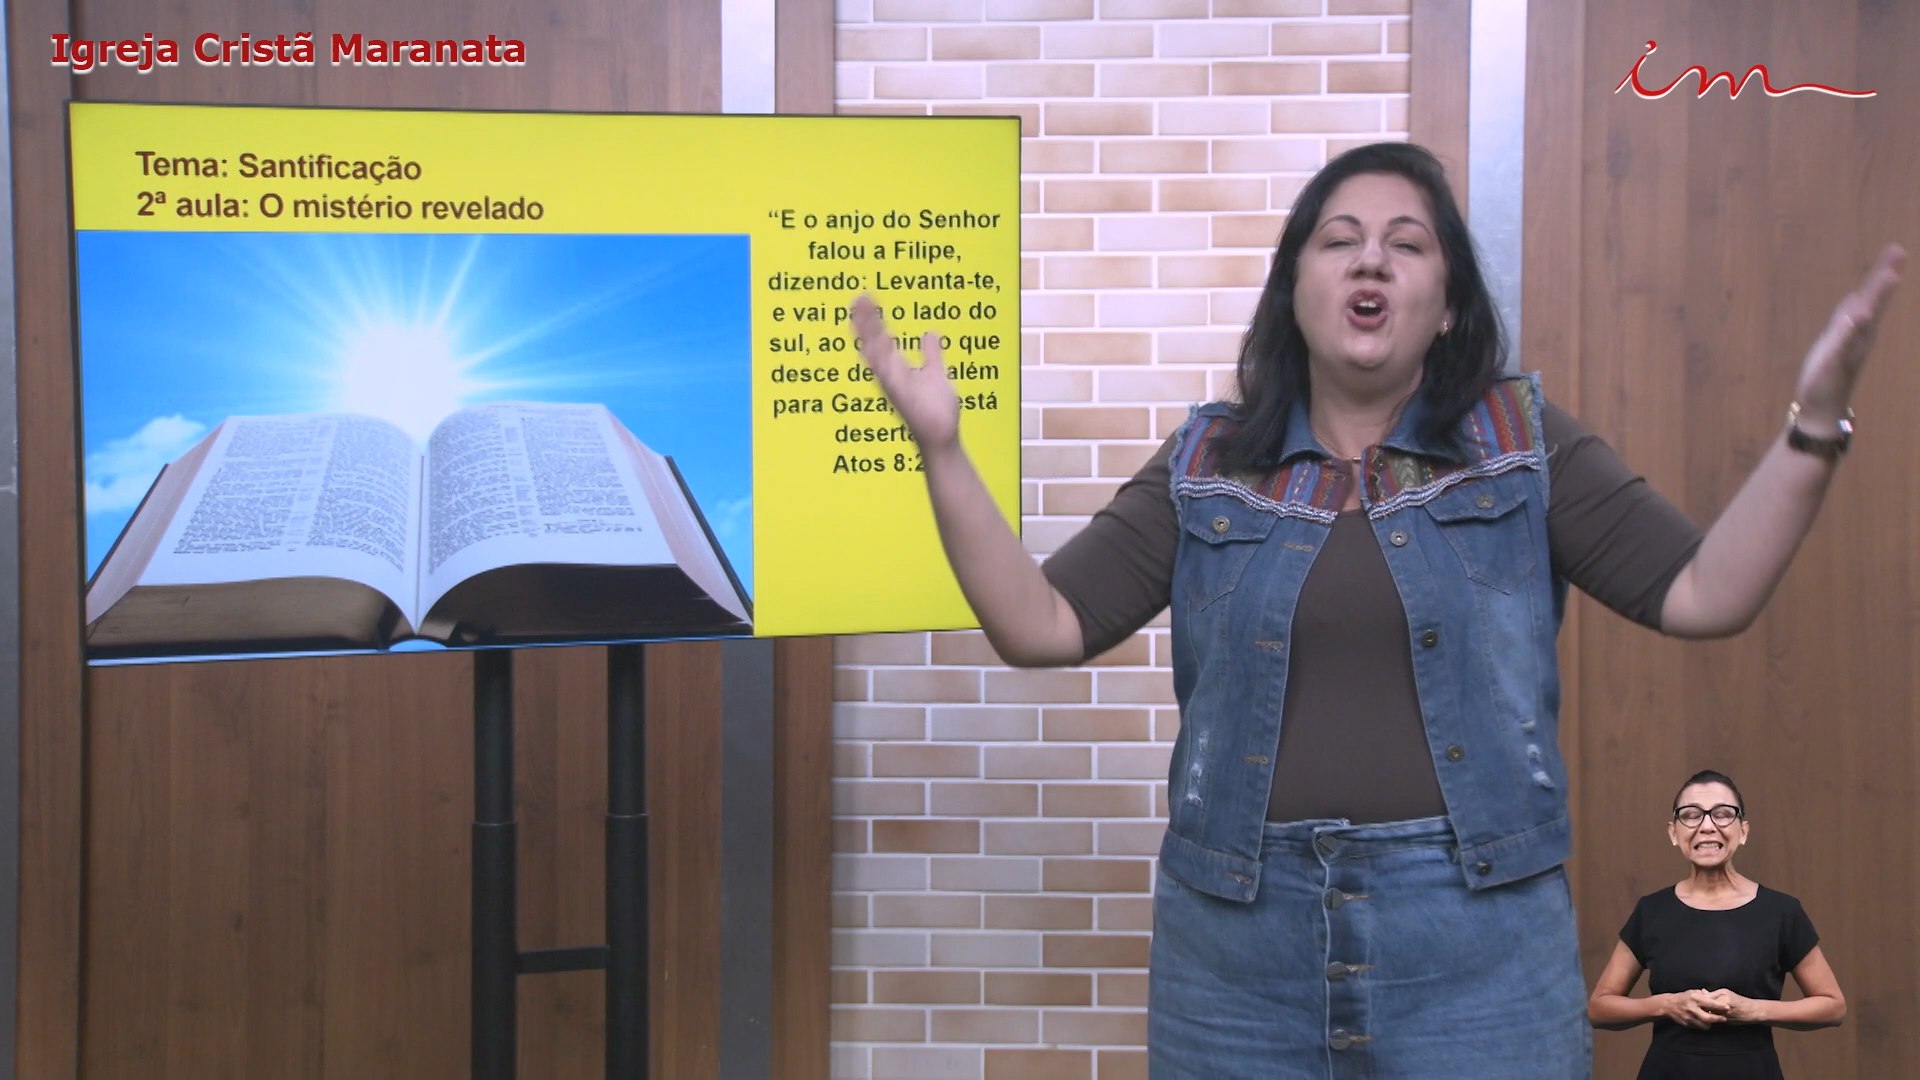 Igreja Cristã Maranata
im
Tema: Santificação
2ª aula: O mistério revelado
“E o anjo do Senhor
falou a Filipe,
dizendo: Levanta-te,
e vai o lado do
sul, ao que
desce de
para Gaza, está
Atos